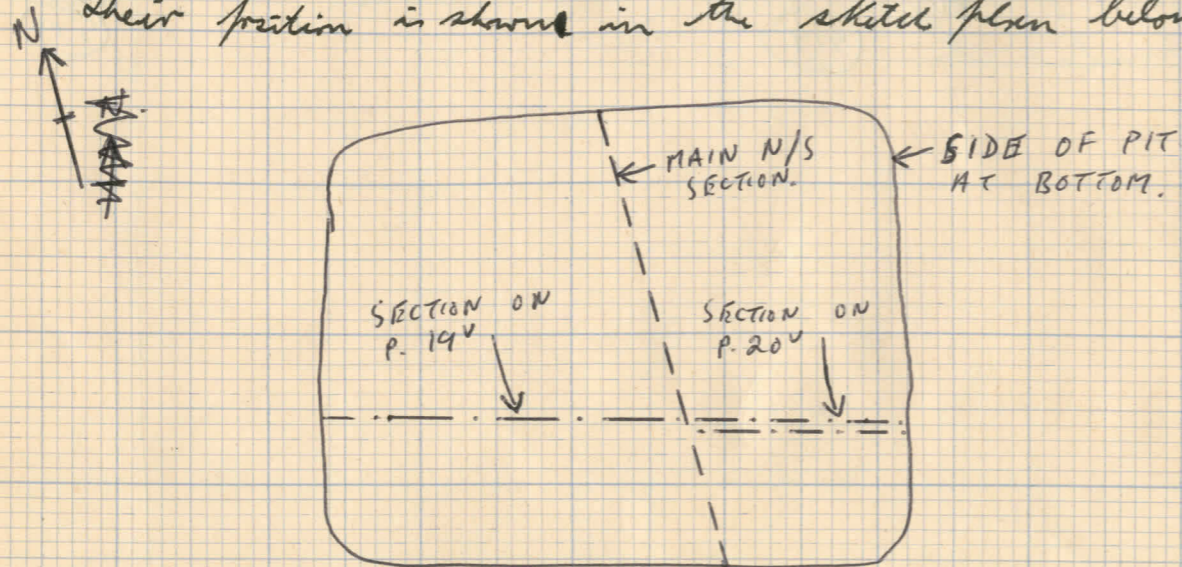 their position is shown in the sketch plan below
N
MAIN N/S
SECTION.
SIDE OF PIT
AT BOTTOM.
SECTION ON
P. 19v
SECTION ON
P. 20v